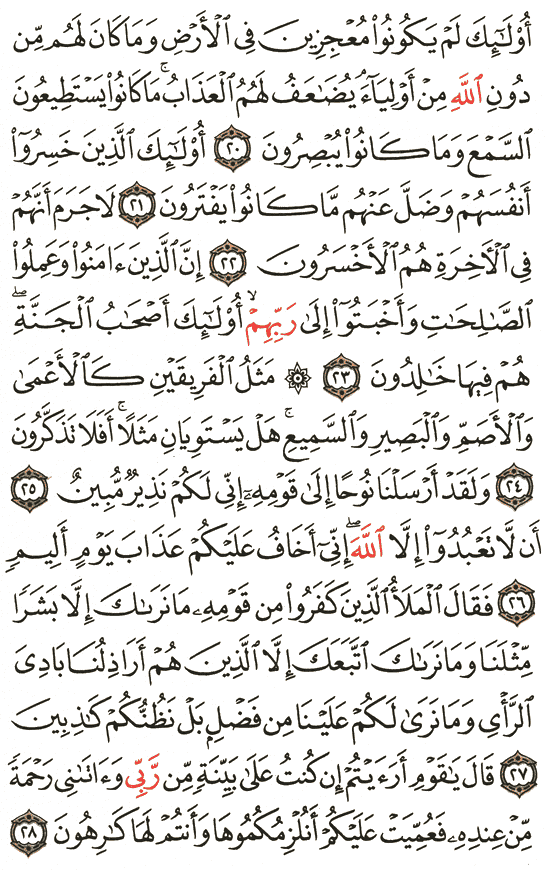 أُوْلَٰٓئِكَ لَمْ يَكُونُواْ مُعْجِزِينَ فِي ٱلْأَرْضِ وَمَا كَانَ لَهُم مِّن
دُونِ ٱللَّهِ مِنْ أَوْلِيَآءَۘ يُضَٰعَفُ لَهُمُ ٱلْعَذَابُۚ مَا كَانُواْ يَسْتَطِيعُونَ
ٱلسَّمْعَ وَمَا كَانُواْ يُبْصِرُونَ ٢٠ أُوْلَٰٓئِكَ ٱلَّذِينَ خَسِرُوٓاْ
أَنفُسَهُمْ وَضَلَّ عَنْهُم مَّا كَانُواْ يَفْتَرُونَ ٢١ لَا جَرَمَ أَنَّهُمْ
فِي ٱلْأٓخِرَةِ هُمُ ٱلْأَخْسَرُونَ ٢٢ إِنَّ ٱلَّذِينَ ءَامَنُواْ وَعَمِلُواْ
ٱلصَّٰلِحَٰتِ وَأَخْبَتُوٓاْ إِلَىٰ رَبِّهِمْۙ أُوْلَٰٓئِكَ أَصْحَٰبُ ٱلْجَنَّةِۖ
هُمْ فِيهَا خَٰلِدُونَ ٢٣ ۞ مَثَلُ ٱلْفَرِيقَيْنِ كَٱلْأَعْمَىٰ
وَٱلْأَصَمِّ وَٱلْبَصِيرِ وَٱلسَّمِيعِۚ هَلْ يَسْتَوِيَانِ مَثَلًاۚ أَفَلَا تَذَكَّرُونَ
٢٤ وَلَقَدْ أَرْسَلْنَا نُوحًا إِلَىٰ قَوْمِهِۦٓ إِنِّي لَكُمْ نَذِيرٌ مُّبِينٌ ٢٥
أَن لَّا تَعْبُدُوٓاْ إِلَّا ٱللَّهَۖ إِنِّيٓ أَخَافُ عَلَيْكُمْ عَذَابَ يَوْمٍ أَلِيمٍ
٢٦ فَقَالَ ٱلْمَلَأُ ٱلَّذِينَ كَفَرُواْ مِن قَوْمِهِۦ مَا نَرَىٰكَ إِلَّا بَشَرًا
مِّثْلَنَا وَمَا نَرَىٰكَ ٱتَّبَعَكَ إِلَّا ٱلَّذِينَ هُمْ أَرَاذِلُنَا بَادِيَ
ٱلرَّأْيِ وَمَا نَرَىٰ لَكُمْ عَلَيْنَا مِن فَضْلِۭ بَلْ نَظُنُّكُمْ كَٰذِبِينَ
٢٧ قَالَ يَٰقَوْمِ أَرَءَيْتُمْ إِن كُنتُ عَلَىٰ بَيِّنَةٍ مِّن رَّبِّي وَءَاتَىٰنِي رَحْمَةً
مِّنْ عِندِهِۦ فَعُمِّيَتْ عَلَيْكُمْ أَنُلْزِمُكُمُوهَا وَأَنتُمْ لَهَا كَٰرِهُونَ ٢٨